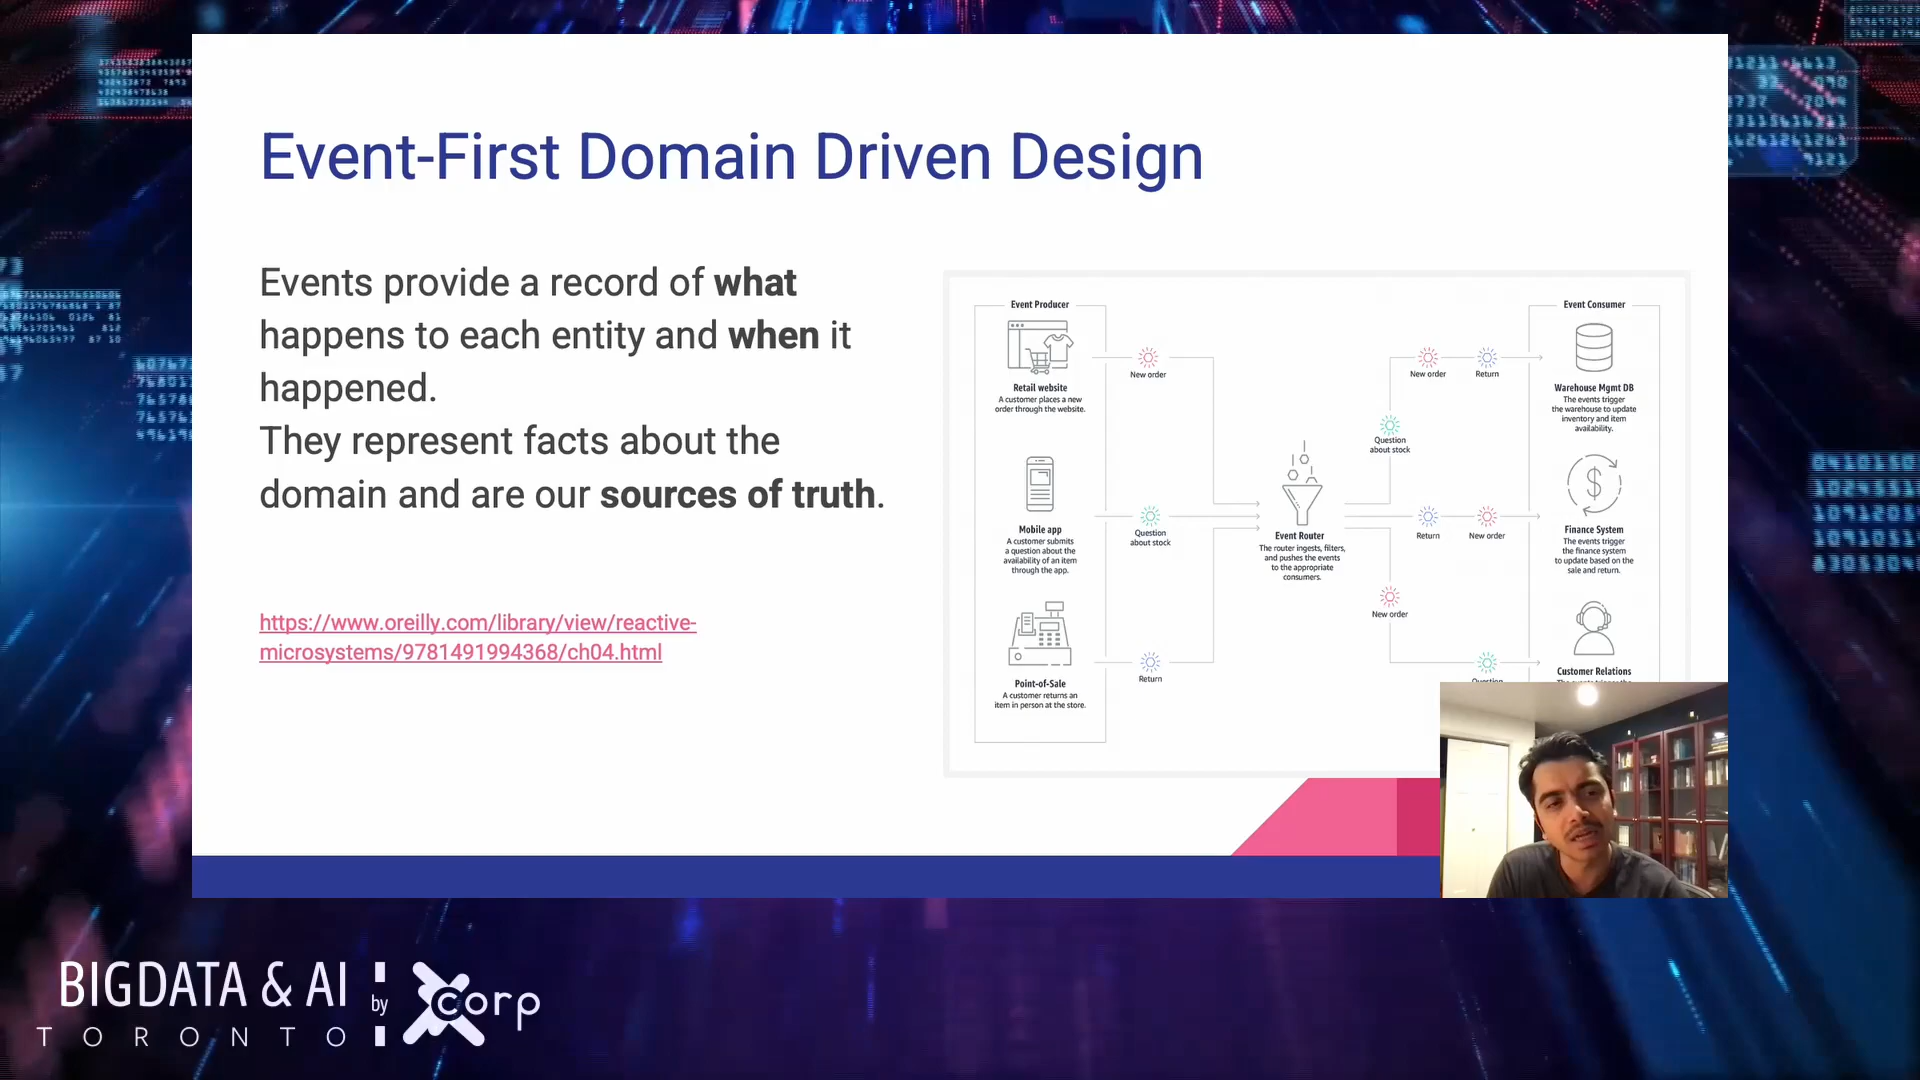 Event-First Domain Driven Design
Events provide a record of what
happens to each entity and when it
happened.
They represent facts about the
domain and are our sources of truth.
https://www.oreilly.com/library/view/reactive-
microsystems/9781491994368/ch04.html
Event Producer
Retail website
A customer places a new
order through the website.
Mobile app
A customer submits
a question about the
availability of an item
through the app.
Point-of-Sale
A customer returns an
item in person at the store.
New order
Question
about stock
Return
Event Router
The router ingests, filters,
and pushes the events
to the appropriate
consumers.
Question
about stock
New order
Return
Return
New order
New order
Question
Event Consumer
Warehouse Mgmt DB
The events trigger
the warehouse to update
inventory and item
availability.
Finance System
The events trigger
the finance system
to update based on the
sale and return.
Customer Relations
BIGDATA & AI
TORONTO
by
corp